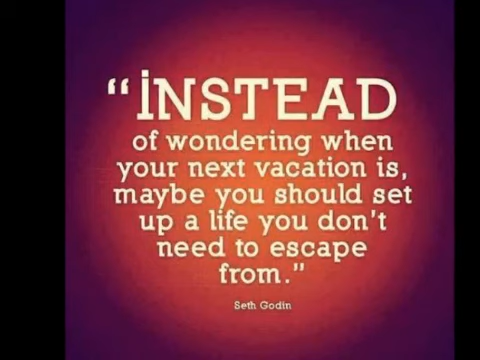 “iNSTEAD
of wondering when
your next vacation is,
maybe you should set
up a life you don't
need to escape
from.”
Seth Godin